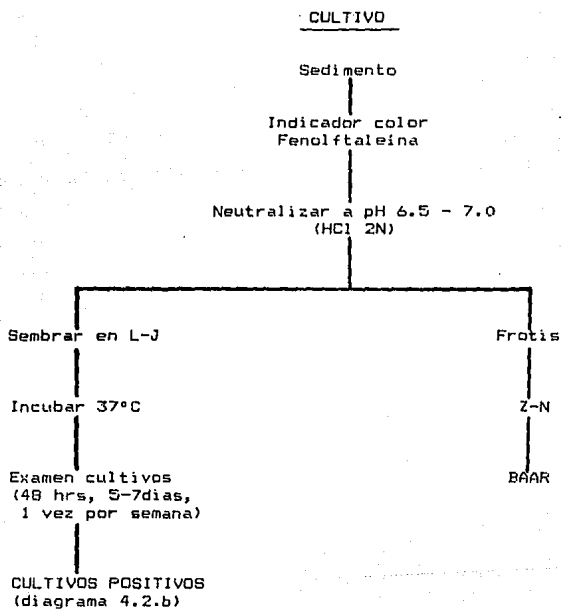 CULTIVO
Sedimento
Indicador color
Fenolftaleina
Neutralizar a pH 6.5 - 7.0
(HCl 2N)
Sembrar en L-J
Incubar 37°C
Examen cultivos
(48 hrs, 5-7dias,
1 vez por semana)
CULTIVOS POSITIVOS
(diagrama 4.2.b)
Frotis
Z-N
BAAR